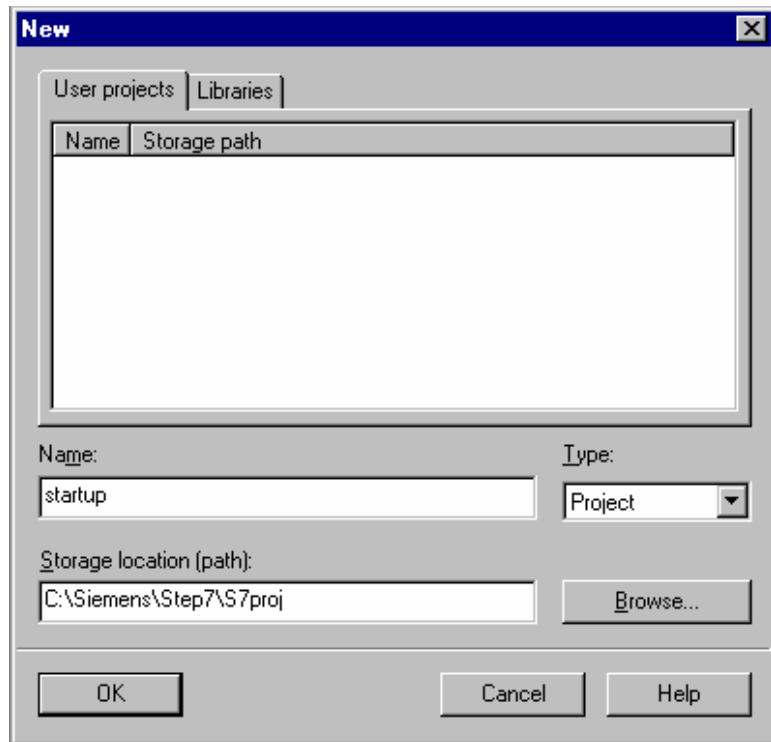 New
User projects Libraries
Name Storage path
Name: Type:
startup Project
Storage location (path):
C:\Siemens\Step7\S7proj Browse...
OK Cancel Help